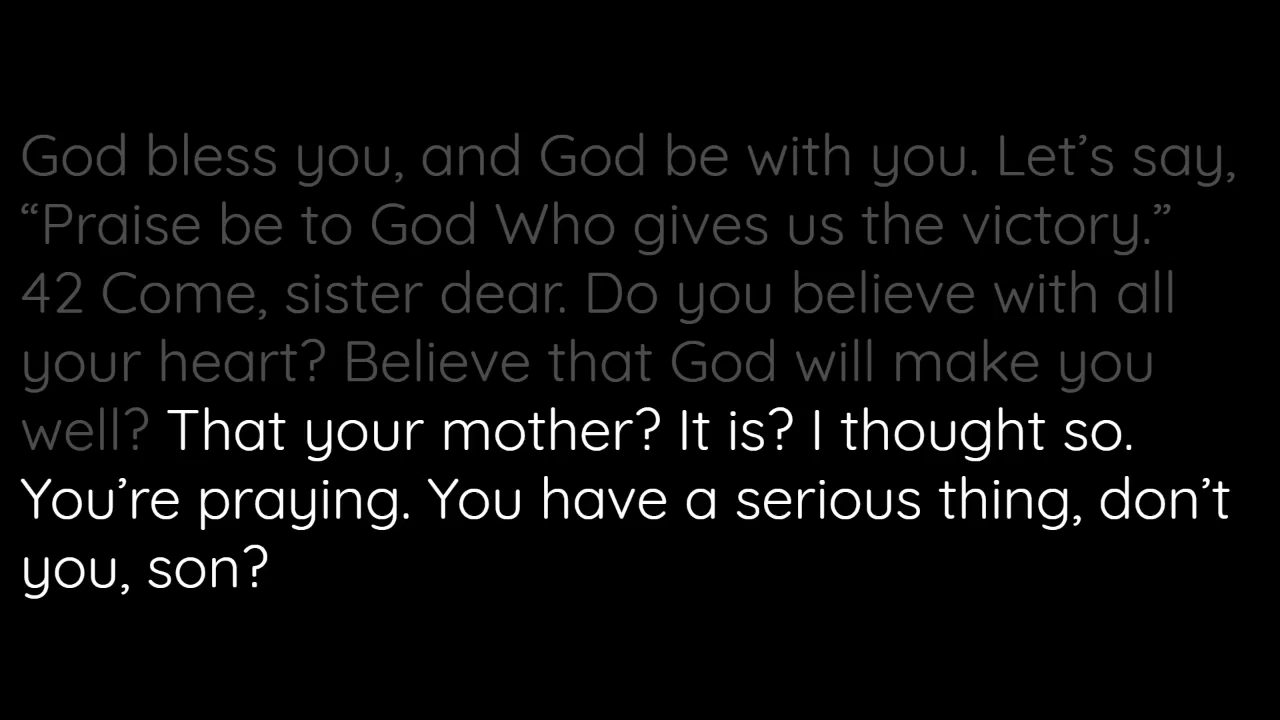 God bless you, and God be with you. Let’s say,
“Praise be to God Who gives us the victory.”
42 Come, sister dear. Do you believe with all
your heart? Believe that God will make you
well? That your mother? It is? I thought so.
You’re praying. You have a serious thing, don’t
you, son?